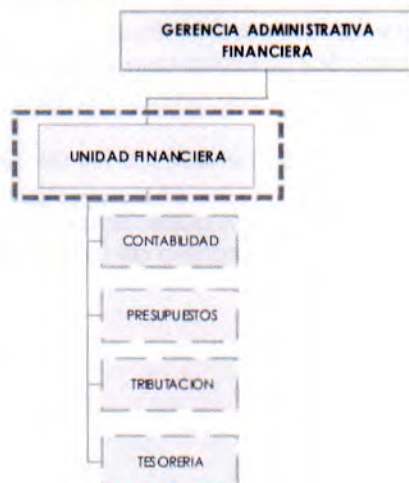 GERENCIA ADMINISTRATIVA
FINANCIERA
UNIDAD FINANCIERA
CONTABILIDAD
PRESUPUESTOS
TRIBUTACION
TESORERIA